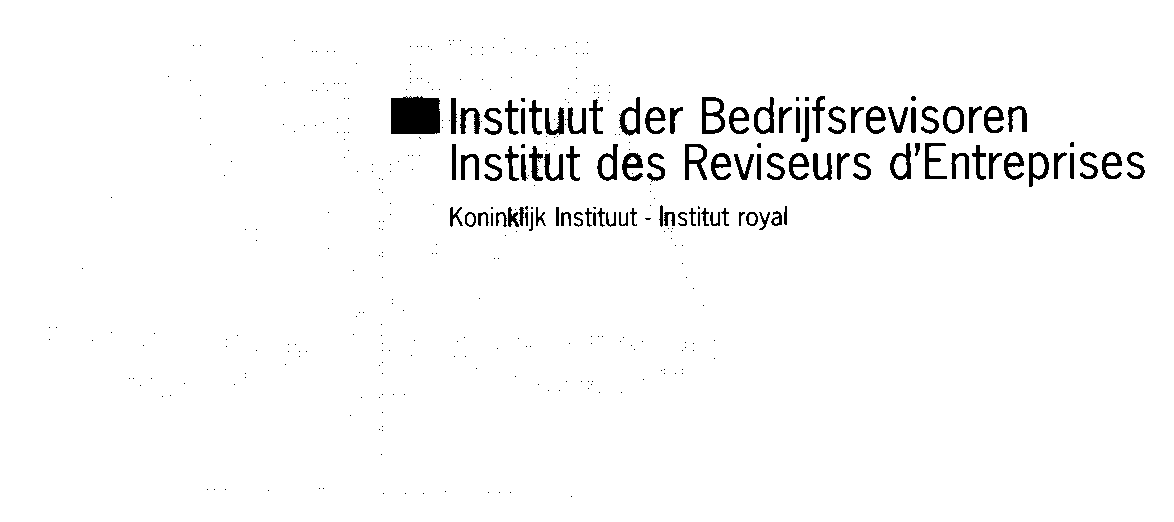 Instituut der Bedrijfsrevisoren
Institut des Reviseurs d'Entreprises
Koninklijk Instituut - Institut royal